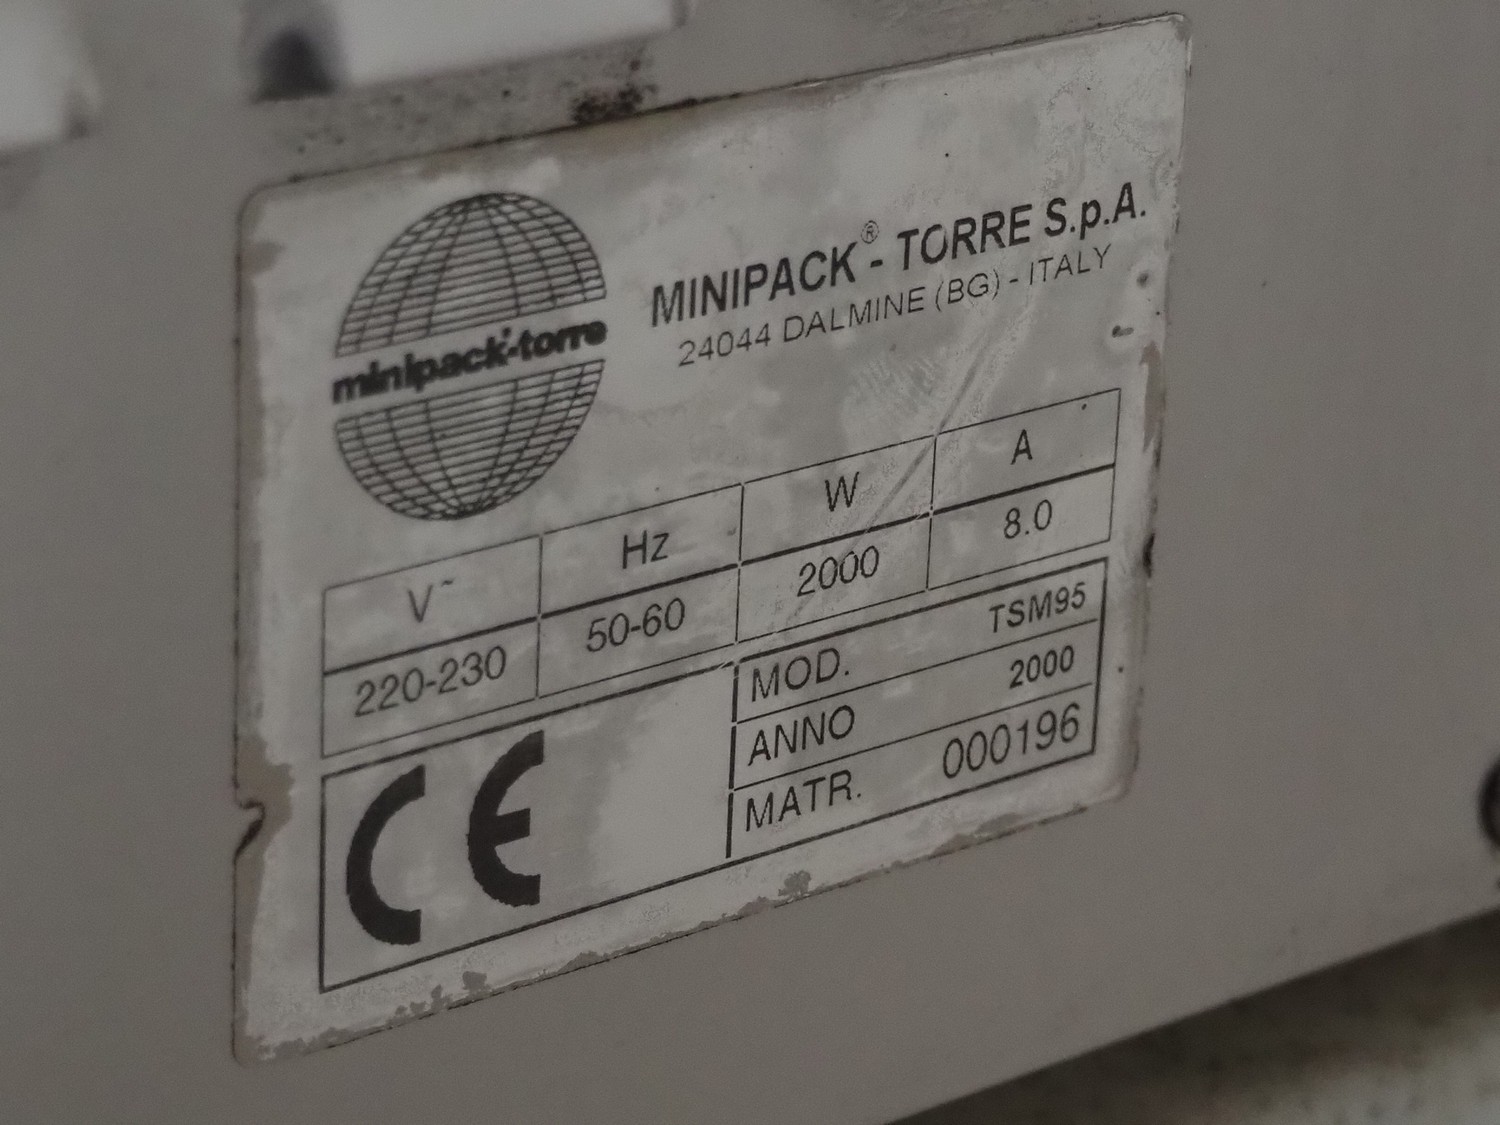 minipack®-torre
MINIPACK® - TORRE S.p.A.
24044 DALMINE (BG) - ITALY
V~ Hz W A
220-230 50-60 2000 8.0
CE
MOD. TSM95
ANNO 2000
MATR. 000196